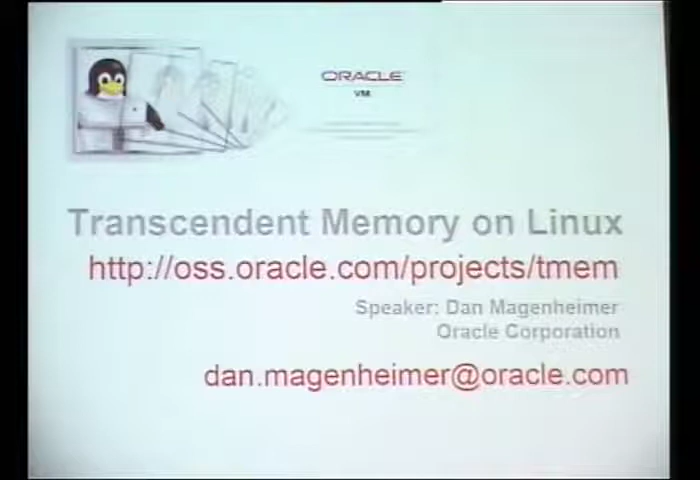 ORACLE
VM
Transcendent Memory on Linux
http://oss.oracle.com/projects/tmem
Speaker: Dan Magenheimer
Oracle Corporation
dan.magenheimer@oracle.com